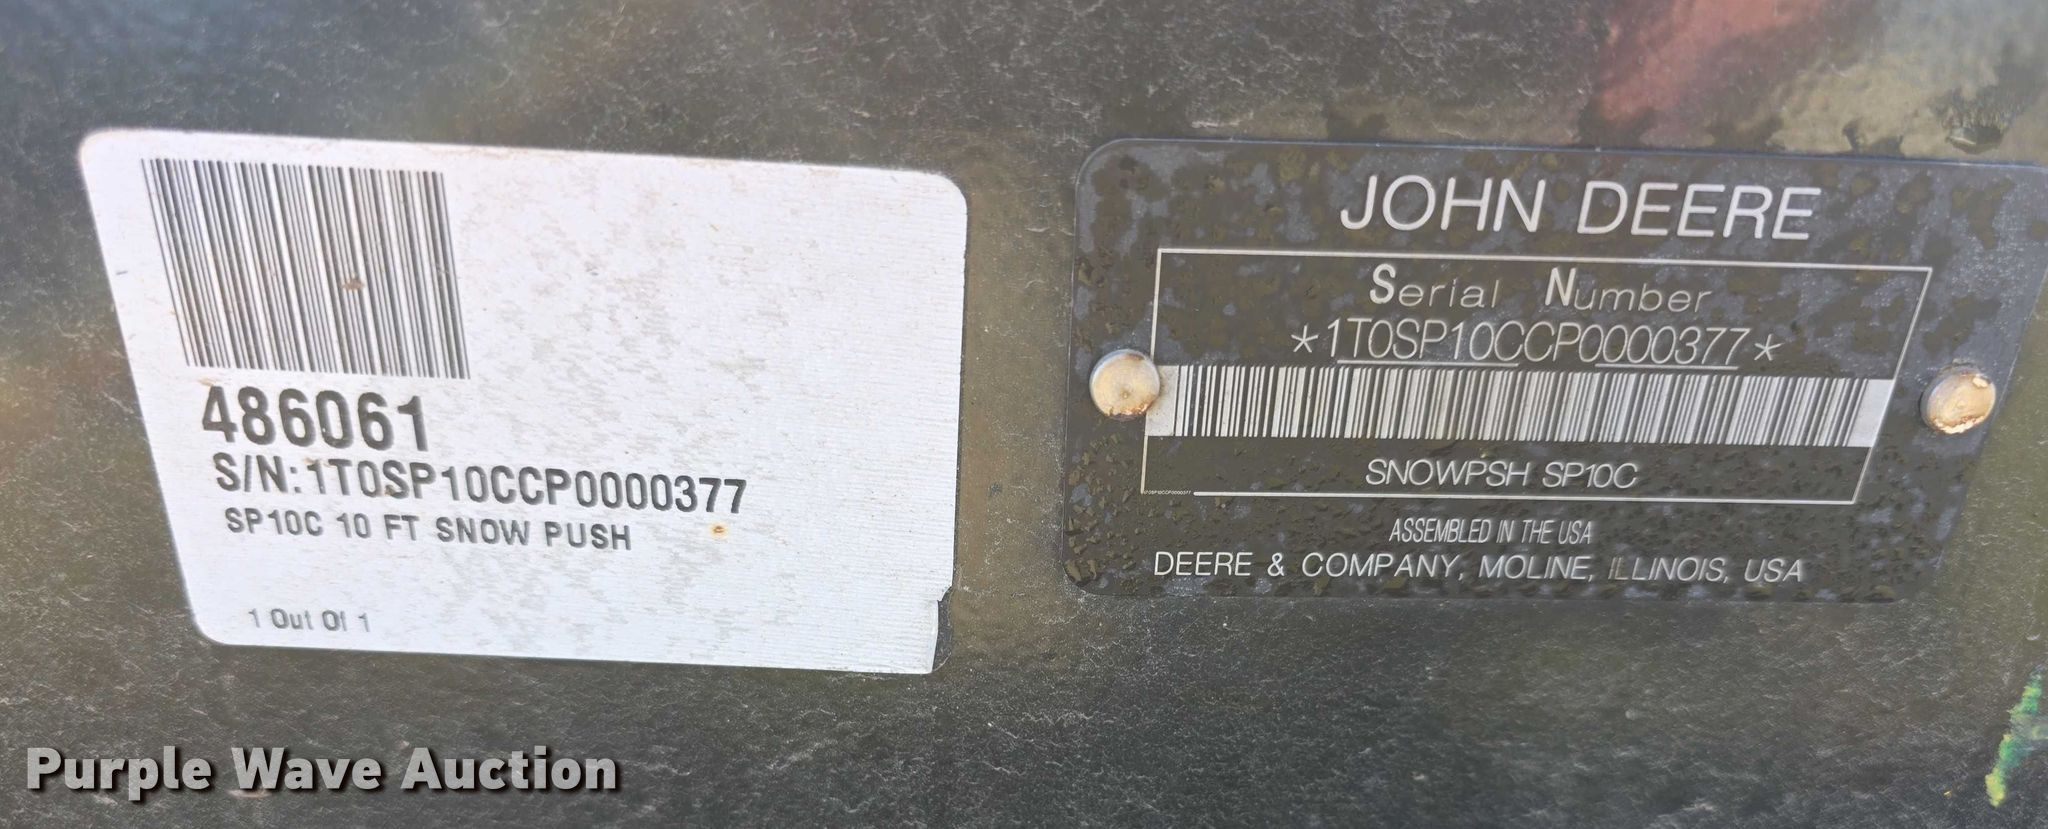 486061
S/N:1T0SP10CCP0000377
SP10C 10 FT SNOW PUSH
1 Out Of 1
JOHN DEERE
Serial Number
*1T0SP10CCP0000377*
SNOWPSH SP10C
1T0SP10CCP0000377
ASSEMBLED IN THE USA
DEERE & COMPANY, MOLINE, ILLINOIS, USA
Purple Wave Auction